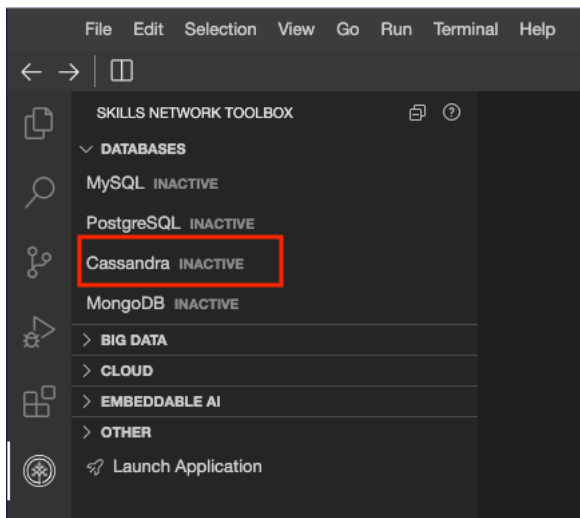 File Edit Selection View Go Run Terminal Help
SKILLS NETWORK TOOLBOX
DATABASES
MySQL INACTIVE
PostgreSQL INACTIVE
Cassandra INACTIVE
MongoDB INACTIVE
BIG DATA
CLOUD
EMBEDDABLE AI
OTHER
Launch Application